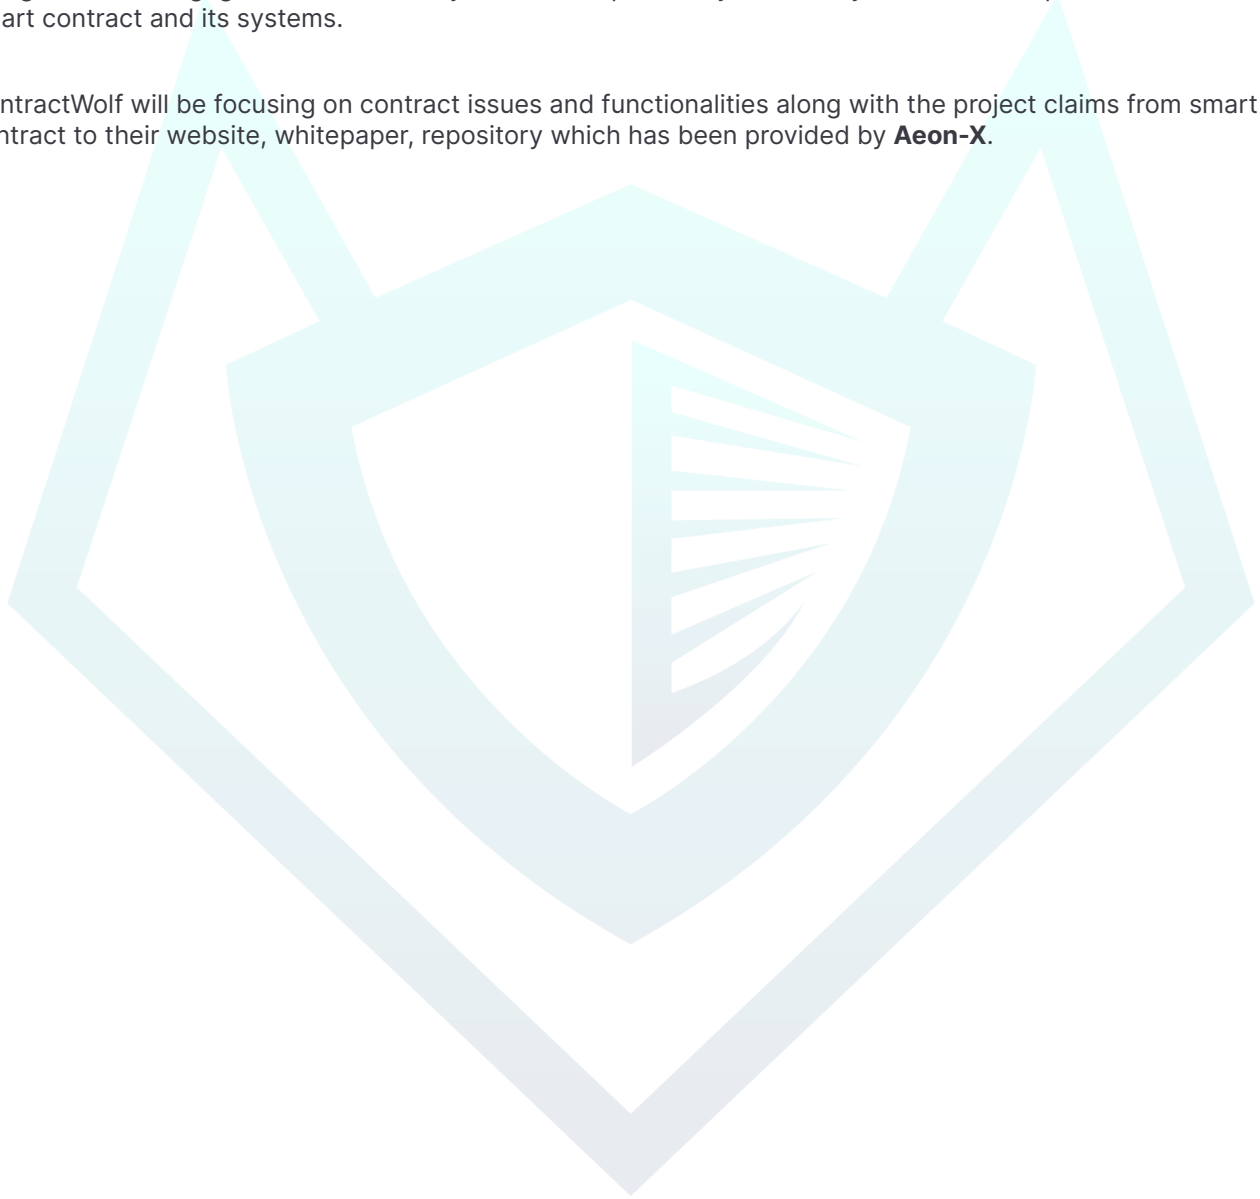 art contract and its systems.
ntractWolf will be focusing on contract issues and functionalities along with the project claims from smart
ntract to their website, whitepaper, repository which has been provided by Aeon-X.